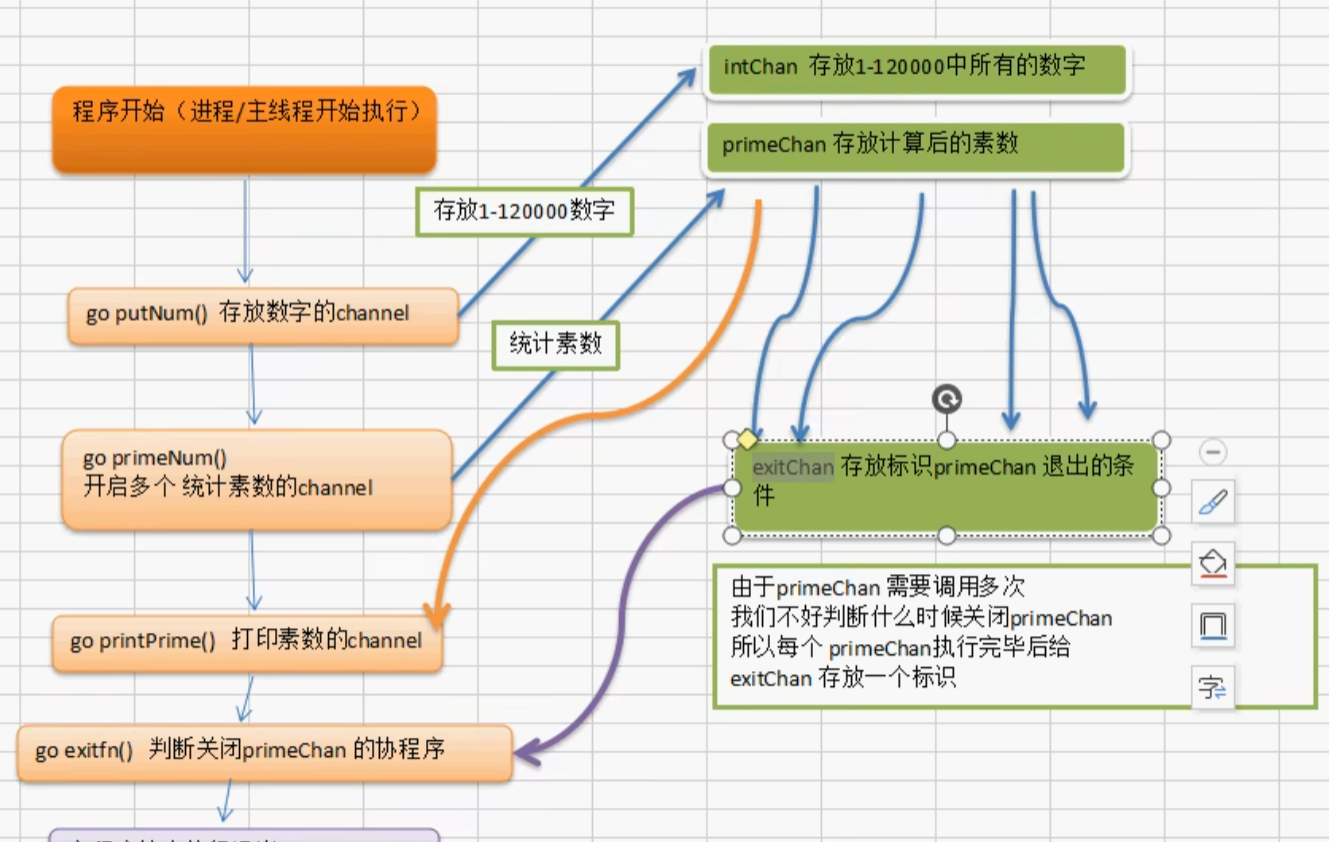 intChan 存放1-120000中所有的数字
程序开始（进程/主线程开始执行）
primeChan 存放计算后的素数
存放1-120000数字
go putNum() 存放数字的channel
统计素数
go primeNum()
开启多个 统计素数的channel
exitChan 存放标识primeChan 退出的条
件
由于primeChan 需要调用多次
我们不好判断什么时候关闭primeChan
所以每个 primeChan执行完毕后给
exitChan 存放一个标识
go printPrime() 打印素数的channel
go exitfn() 判断关闭primeChan 的协程序
字